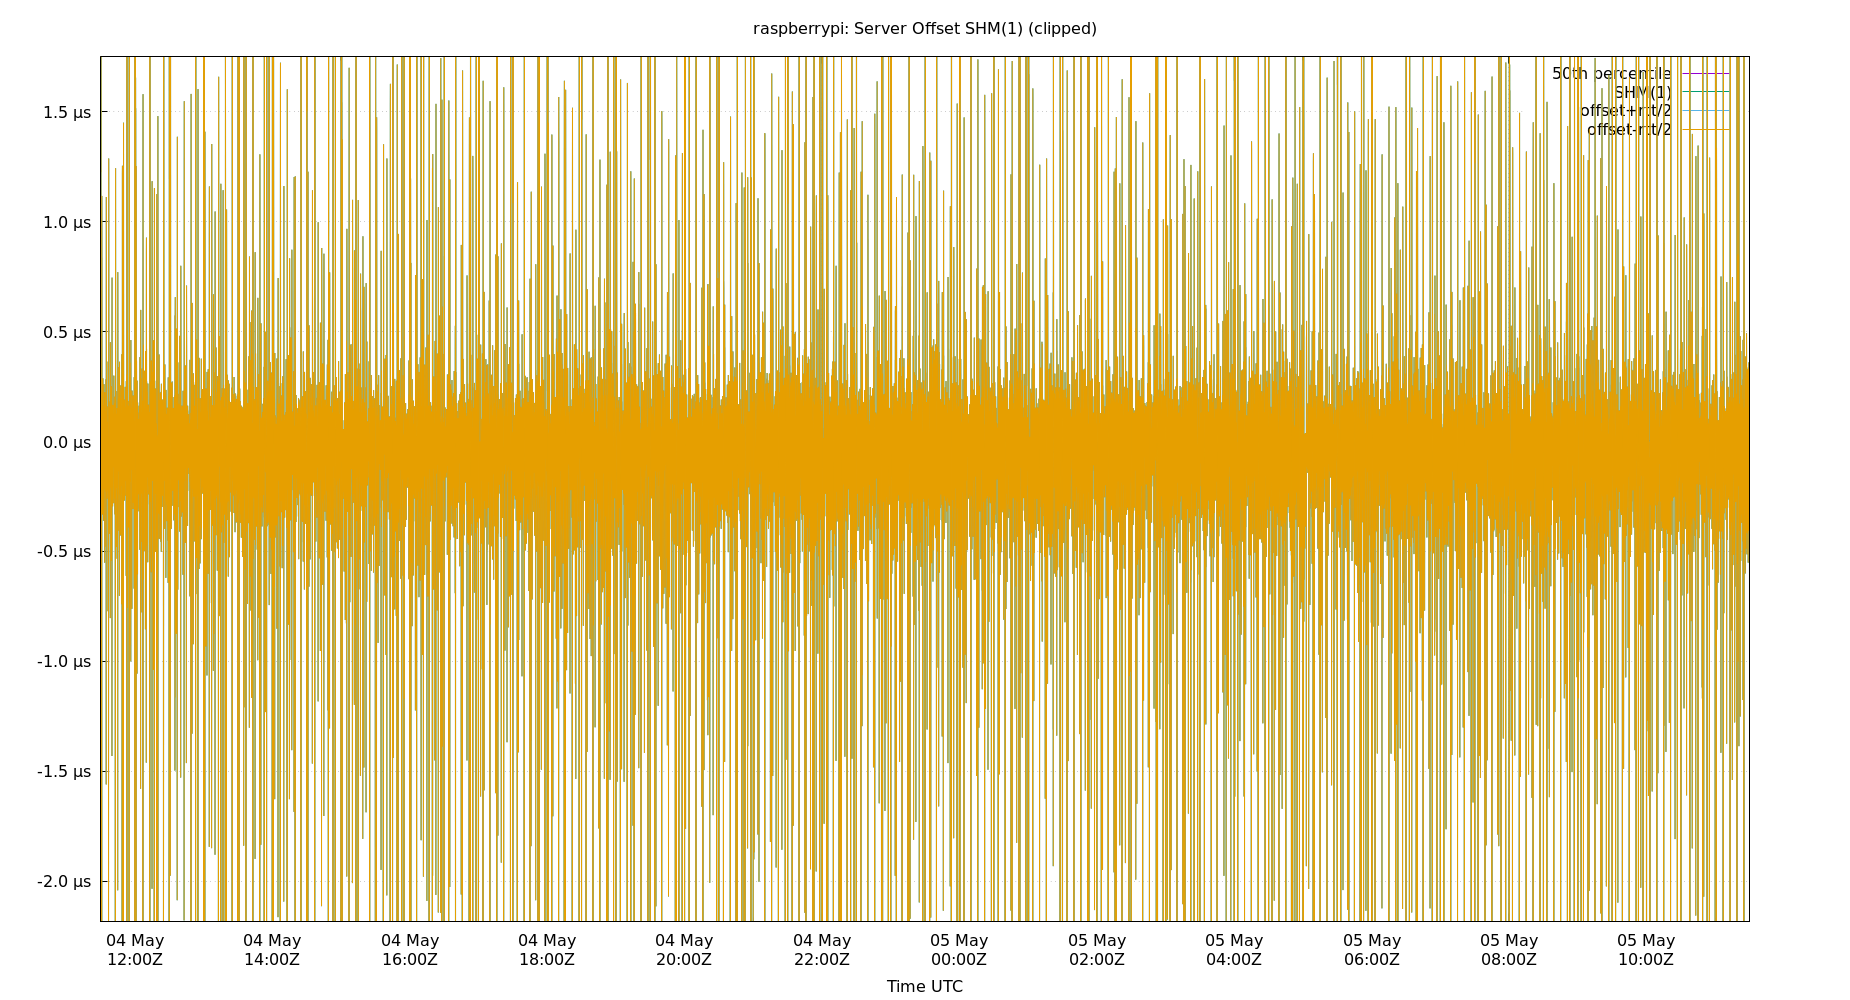 raspberrypi: Server Offset SHM(1) (clipped)
50th percentile
SHM(1)
offset+rtt/2
offset-rtt/2
1.5 µs
1.0 µs
0.5 µs
0.0 µs
-0.5 µs
-1.0 µs
-1.5 µs
-2.0 µs
04 May 04 May 04 May 04 May 04 May 04 May 05 May 05 May 05 May 05 May 05 May 05 May
12:00Z 14:00Z 16:00Z 18:00Z 20:00Z 22:00Z 00:00Z 02:00Z 04:00Z 06:00Z 08:00Z 10:00Z
Time UTC